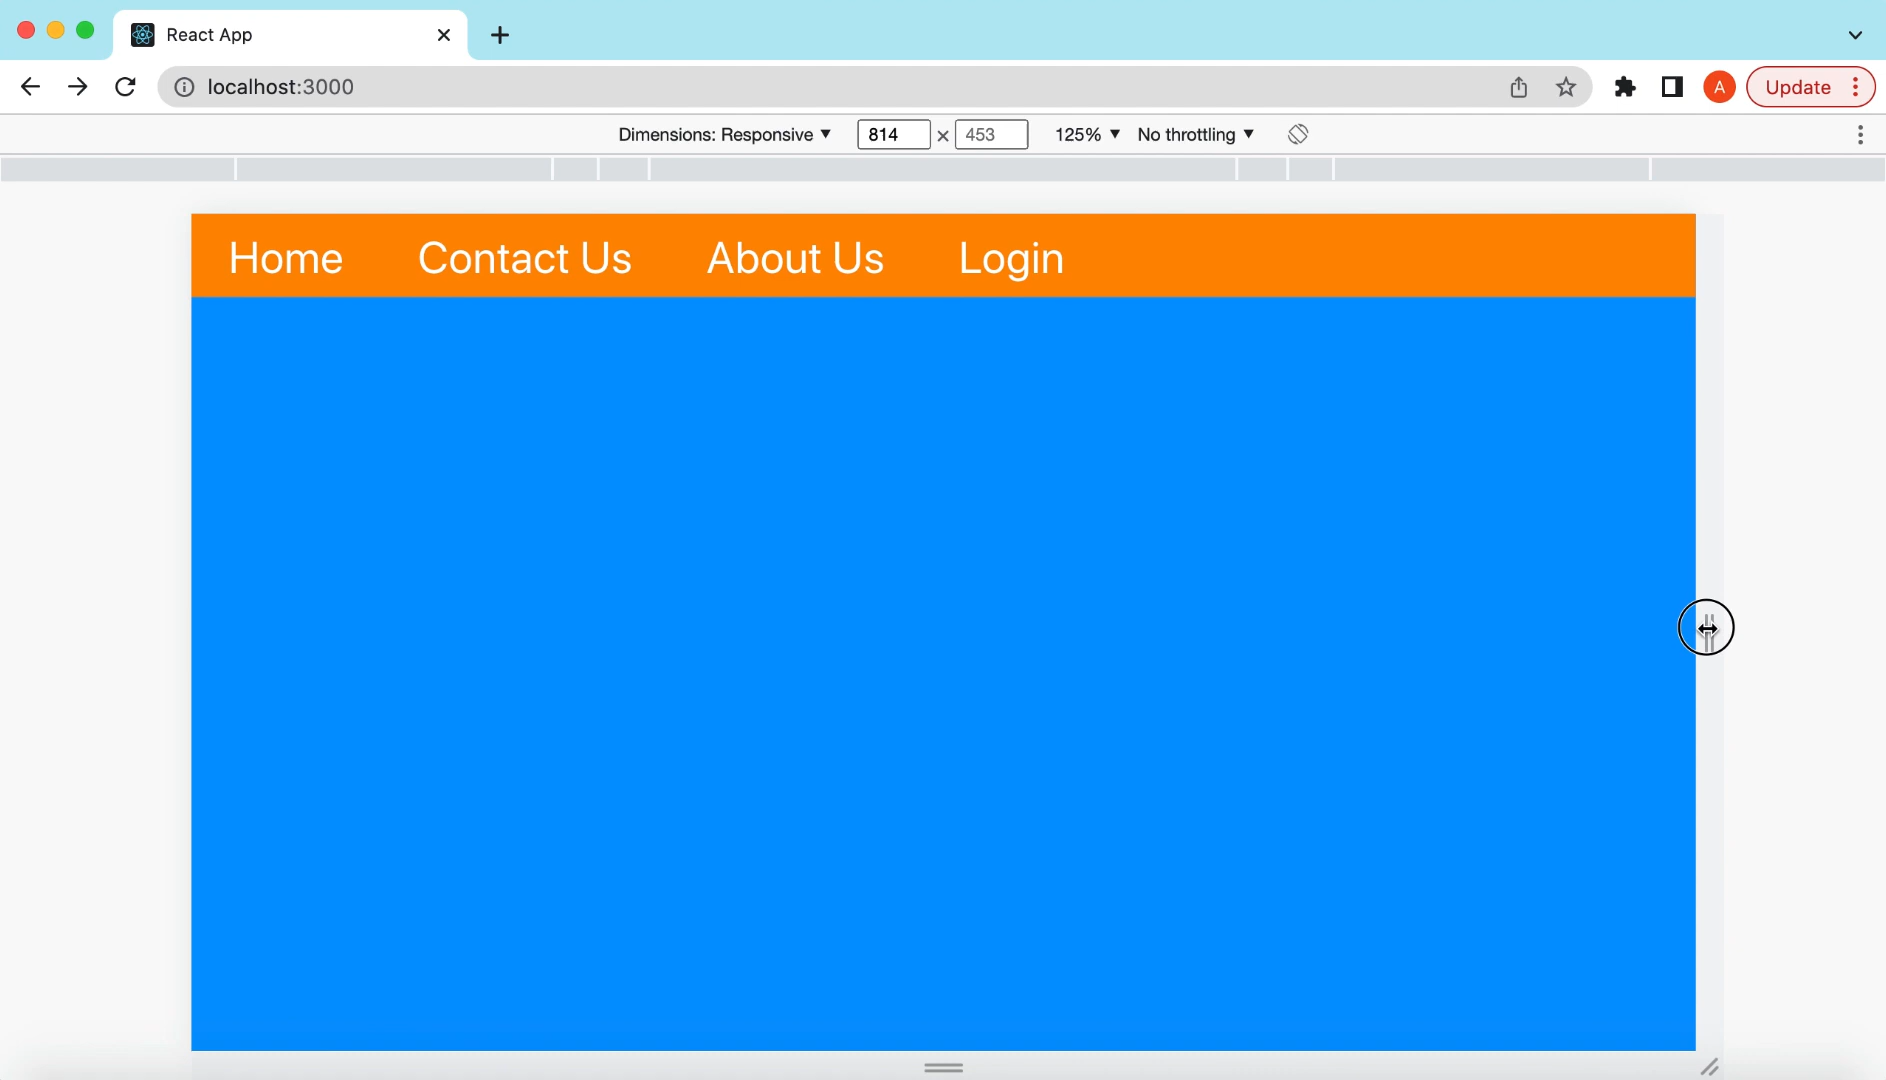 React App
localhost:3000
A
Update
Dimensions: Responsive 814 × 453 125% No throttling
Home Contact Us About Us Login